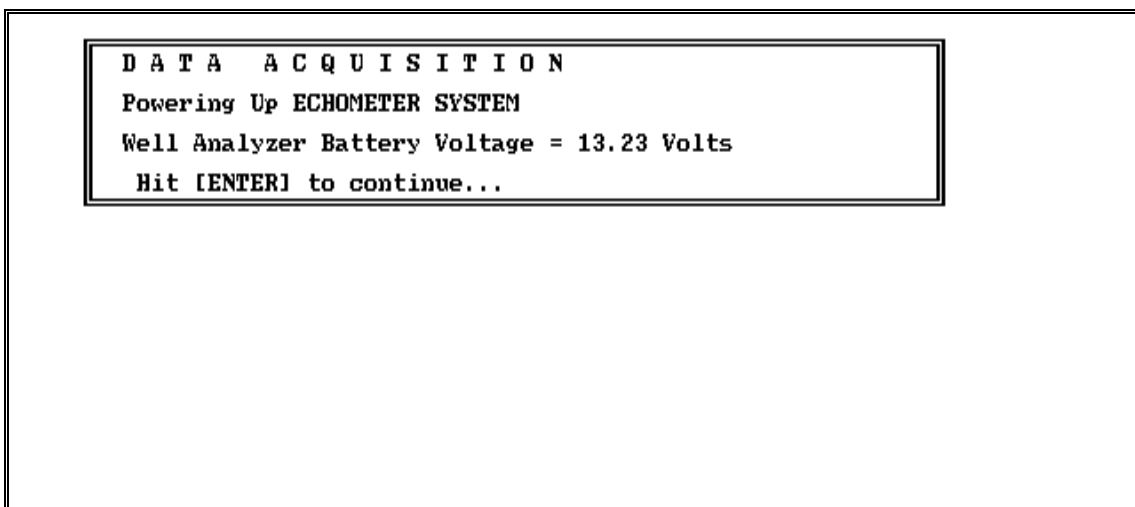 D A T A   A C Q U I S I T I O N
Powering Up ECHOMETER SYSTEM
Well Analyzer Battery Voltage = 13.23 Volts
Hit [ENTER] to continue...